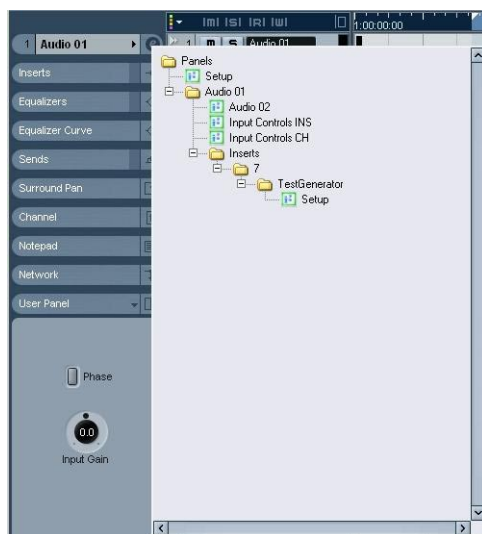 |m| |S| |R| |W|
1:00:00:00
1 Audio 01
1 m S Audio 01
Inserts
Equalizers
Equalizer Curve
Sends
Surround Pan
Channel
Notepad
Network
User Panel
Phase
0.0
Input Gain
Panels
Setup
Audio 01
Audio 02
Input Controls INS
Input Controls CH
Inserts
7
TestGenerator
Setup